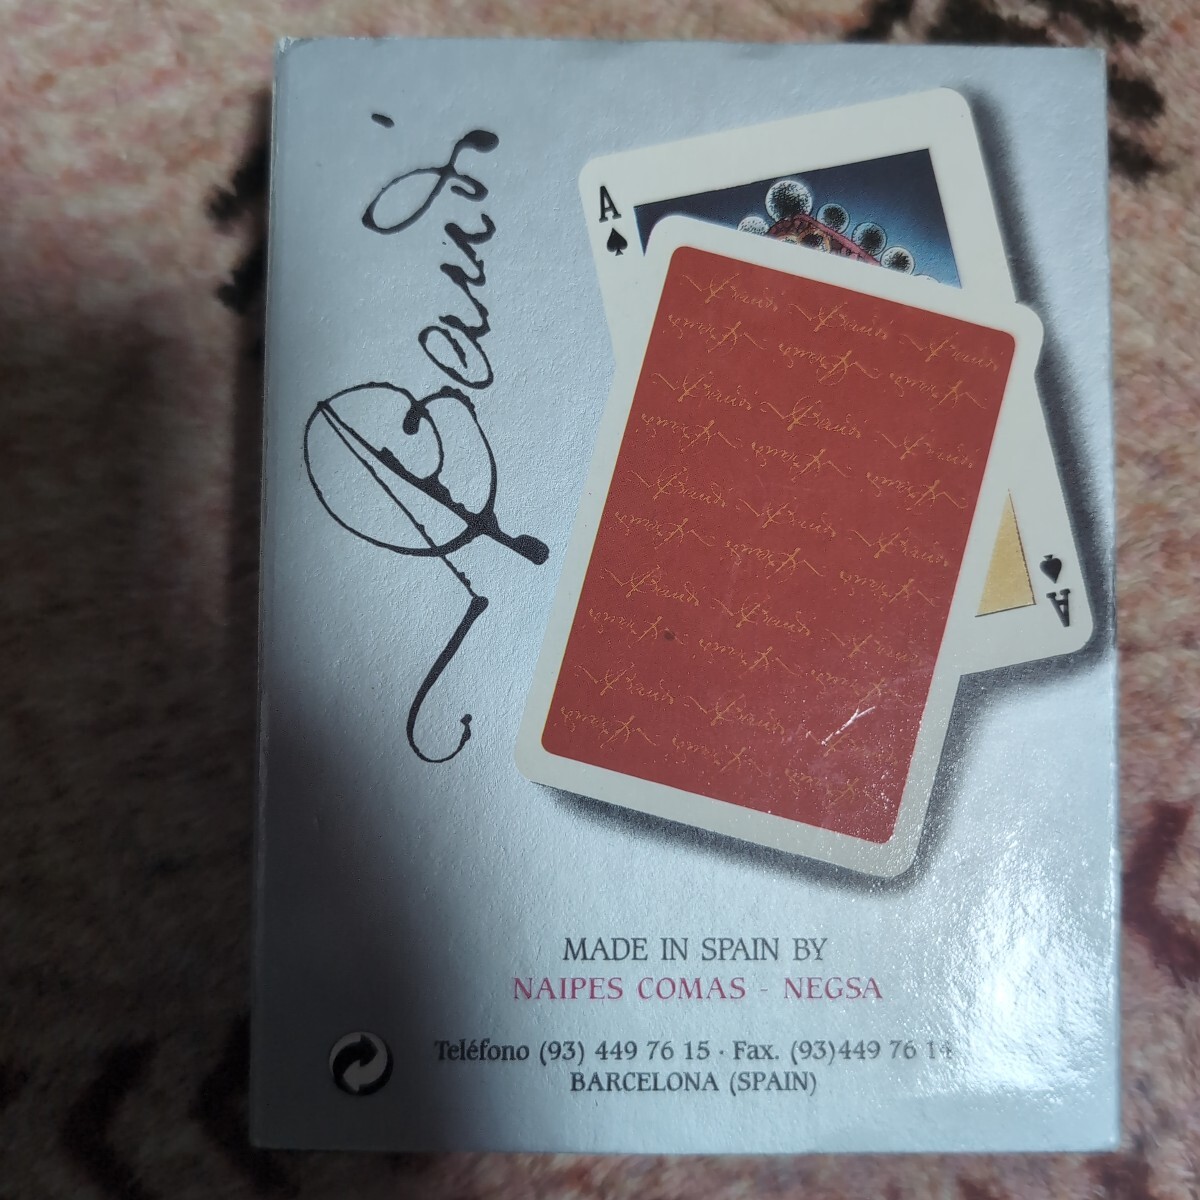 A
A
MADE IN SPAIN BY
NAIPES COMAS - NEGSA
Teléfono (93) 449 76 15 · Fax. (93)449 76 14
BARCELONA (SPAIN)